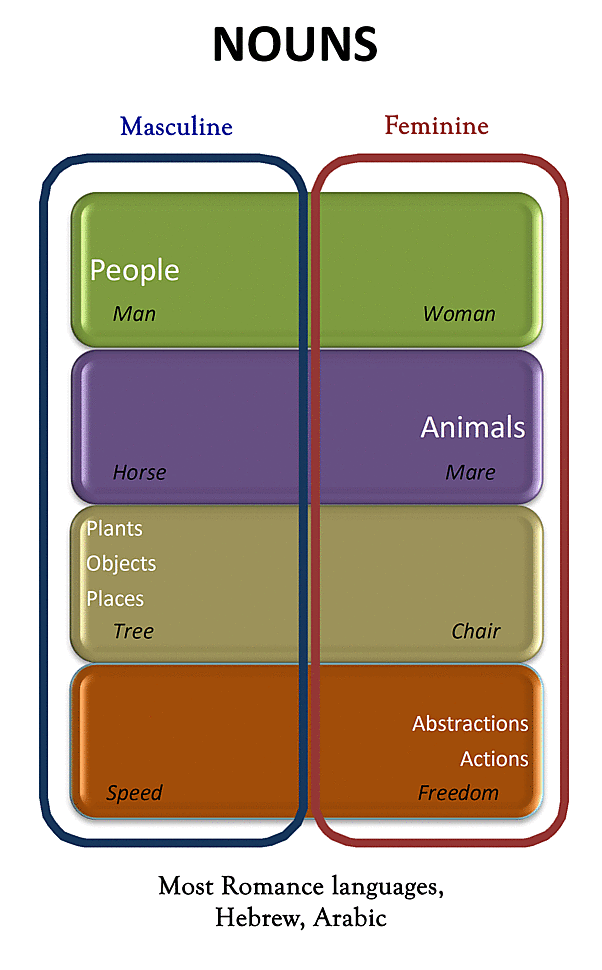 NOUNS
Masculine
Feminine
People
Man
Woman
Animals
Horse
Mare
Plants
Objects
Places
Tree
Chair
Abstractions
Actions
Speed
Freedom
Most Romance languages,
Hebrew, Arabic